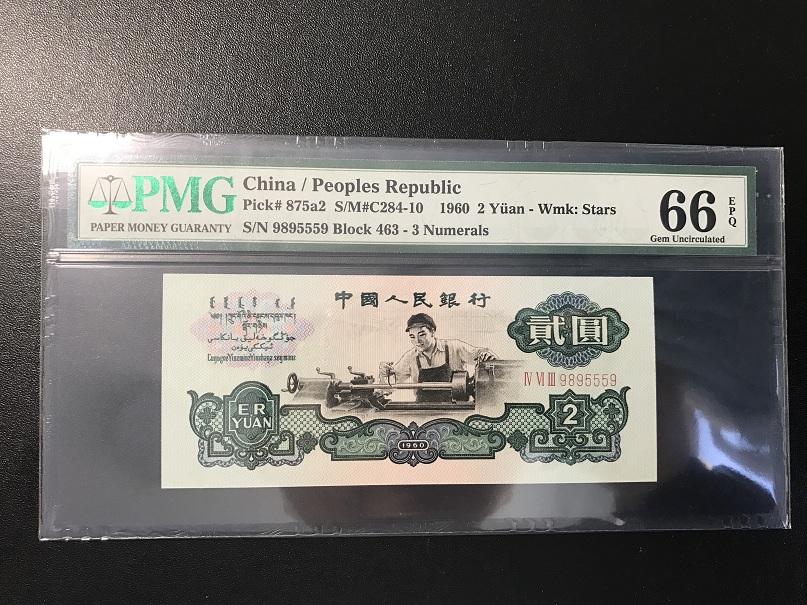 PMG
PAPER MONEY GUARANTY
China / Peoples Republic
Pick# 875a2 S/M#C284-10 1960 2 Yüan - Wmk: Stars
S/N 9895559 Block 463 - 3 Numerals
66 EPQ
Gem Uncirculated
中國人民銀行
貳圓
IV VI III 9895559
ER
YUAN
1960
2